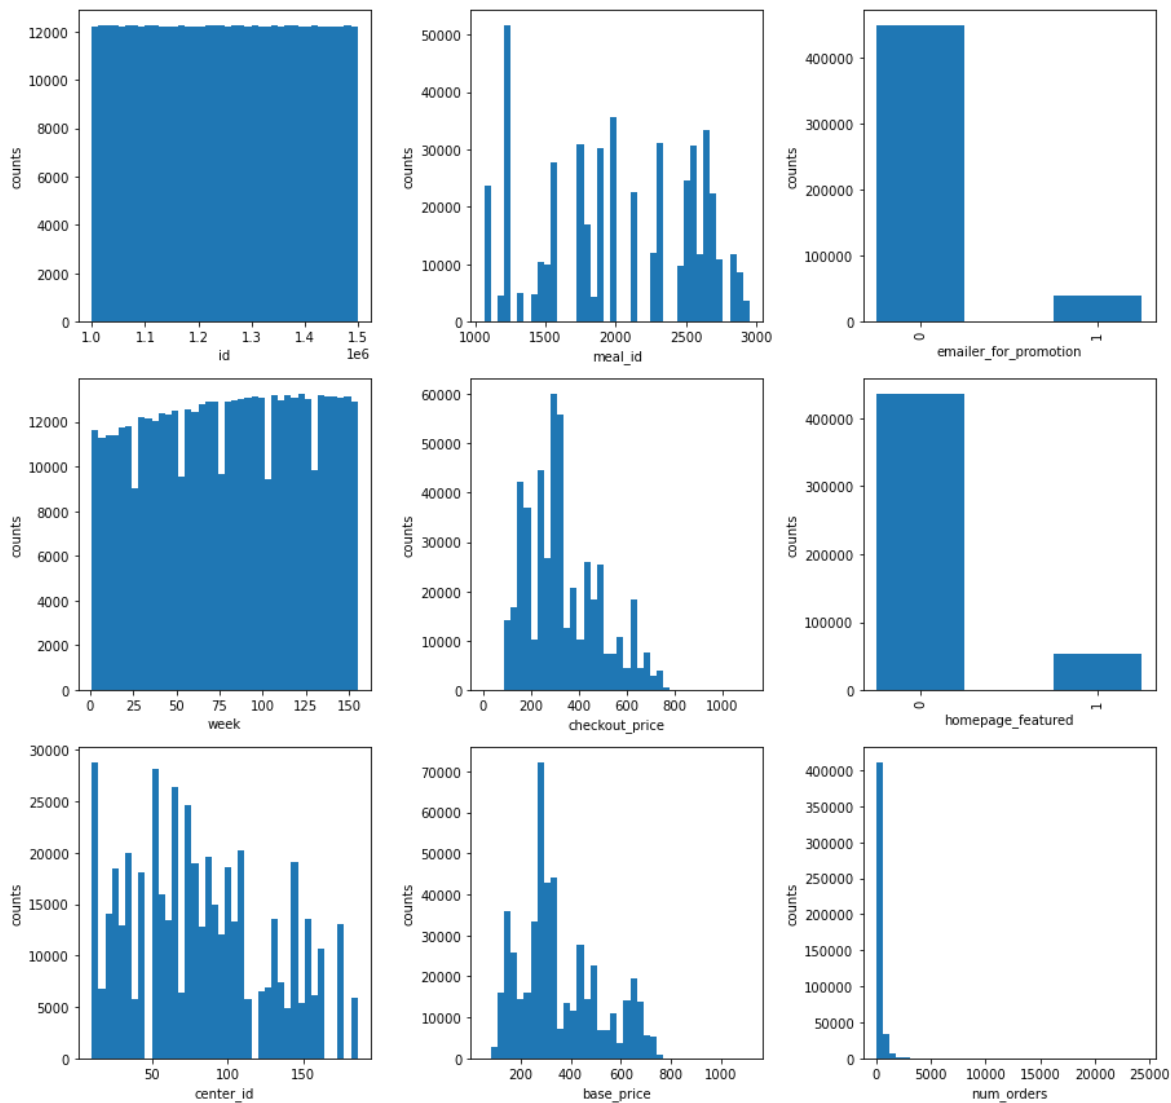 12000
10000
8000
6000
4000
2000
0
counts
1.0 1.1 1.2 1.3 1.4 1.5
id
1e6
50000
40000
30000
20000
10000
0
counts
1000 1500 2000 2500 3000
meal_id
400000
300000
200000
100000
0
counts
0 1
emailer_for_promotion
12000
10000
8000
6000
4000
2000
0
counts
0 25 50 75 100 125 150
week
60000
50000
40000
30000
20000
10000
0
counts
0 200 400 600 800 1000
checkout_price
400000
300000
200000
100000
0
counts
0 1
homepage_featured
30000
25000
20000
15000
10000
5000
0
counts
50 100 150
center_id
70000
60000
50000
40000
30000
20000
10000
0
counts
200 400 600 800 1000
base_price
400000
350000
300000
250000
200000
150000
100000
50000
0
counts
0 5000 10000 15000 20000 25000
num_orders